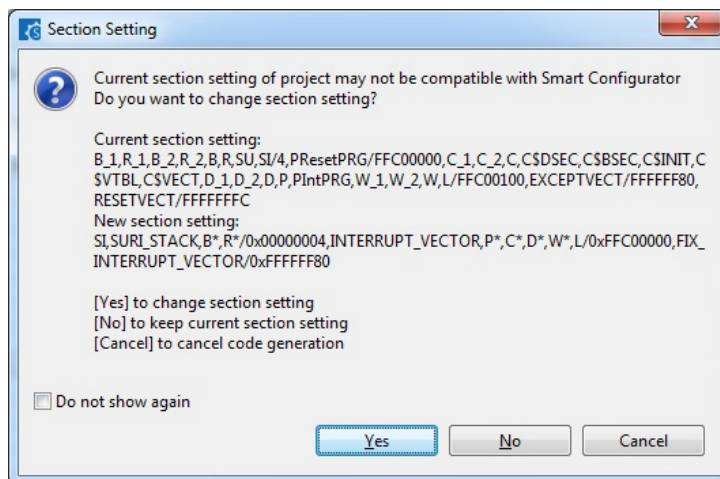 Section Setting
Current section setting of project may not be compatible with Smart Configurator
Do you want to change section setting?
Current section setting:
B_1,R_1,B_2,R_2,B,R,SU,SI/4,PResetPRG/FFC00000,C_1,C_2,C,C$DSEC,C$BSEC,C$INIT,C
$VTBL,C$VECT,D_1,D_2,D,P,PIntPRG,W_1,W_2,W,L/FFC00100,EXCEPTVECT/FFFFFF80,
RESETVECT/FFFFFFFC
New section setting:
SI,SURI_STACK,B*,R*/0x00000004,INTERRUPT_VECTOR,P*,C*,D*,W*,L/0xFFC00000,FIX_
INTERRUPT_VECTOR/0xFFFFFF80
[Yes] to change section setting
[No] to keep current section setting
[Cancel] to cancel code generation
Do not show again
Yes No Cancel